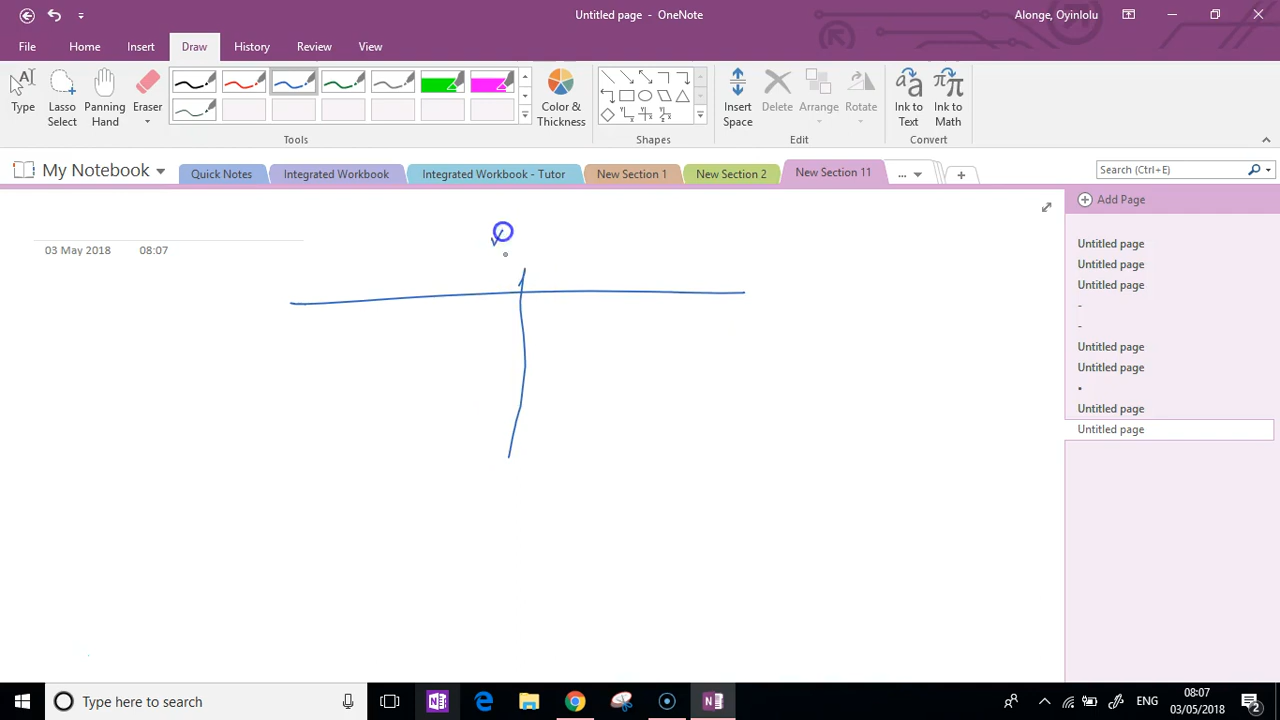 Untitled page - OneNote
Alonge, Oyinlolu
File
Home
Insert
Draw
History
Review
View
Type
Lasso Select
Panning Hand
Eraser
Color & Thickness
Insert Space
Delete
Arrange
Rotate
Ink to Text
Ink to Math
Tools
Shapes
Edit
Convert
My Notebook
Quick Notes
Integrated Workbook
Integrated Workbook - Tutor
New Section 1
New Section 2
New Section 11
...
Search (Ctrl+E)
Add Page
03 May 2018
08:07
Untitled page
Untitled page
Untitled page
-
-
Untitled page
Untitled page
•
Untitled page
Untitled page
Type here to search
ENG
08:07
03/05/2018
2